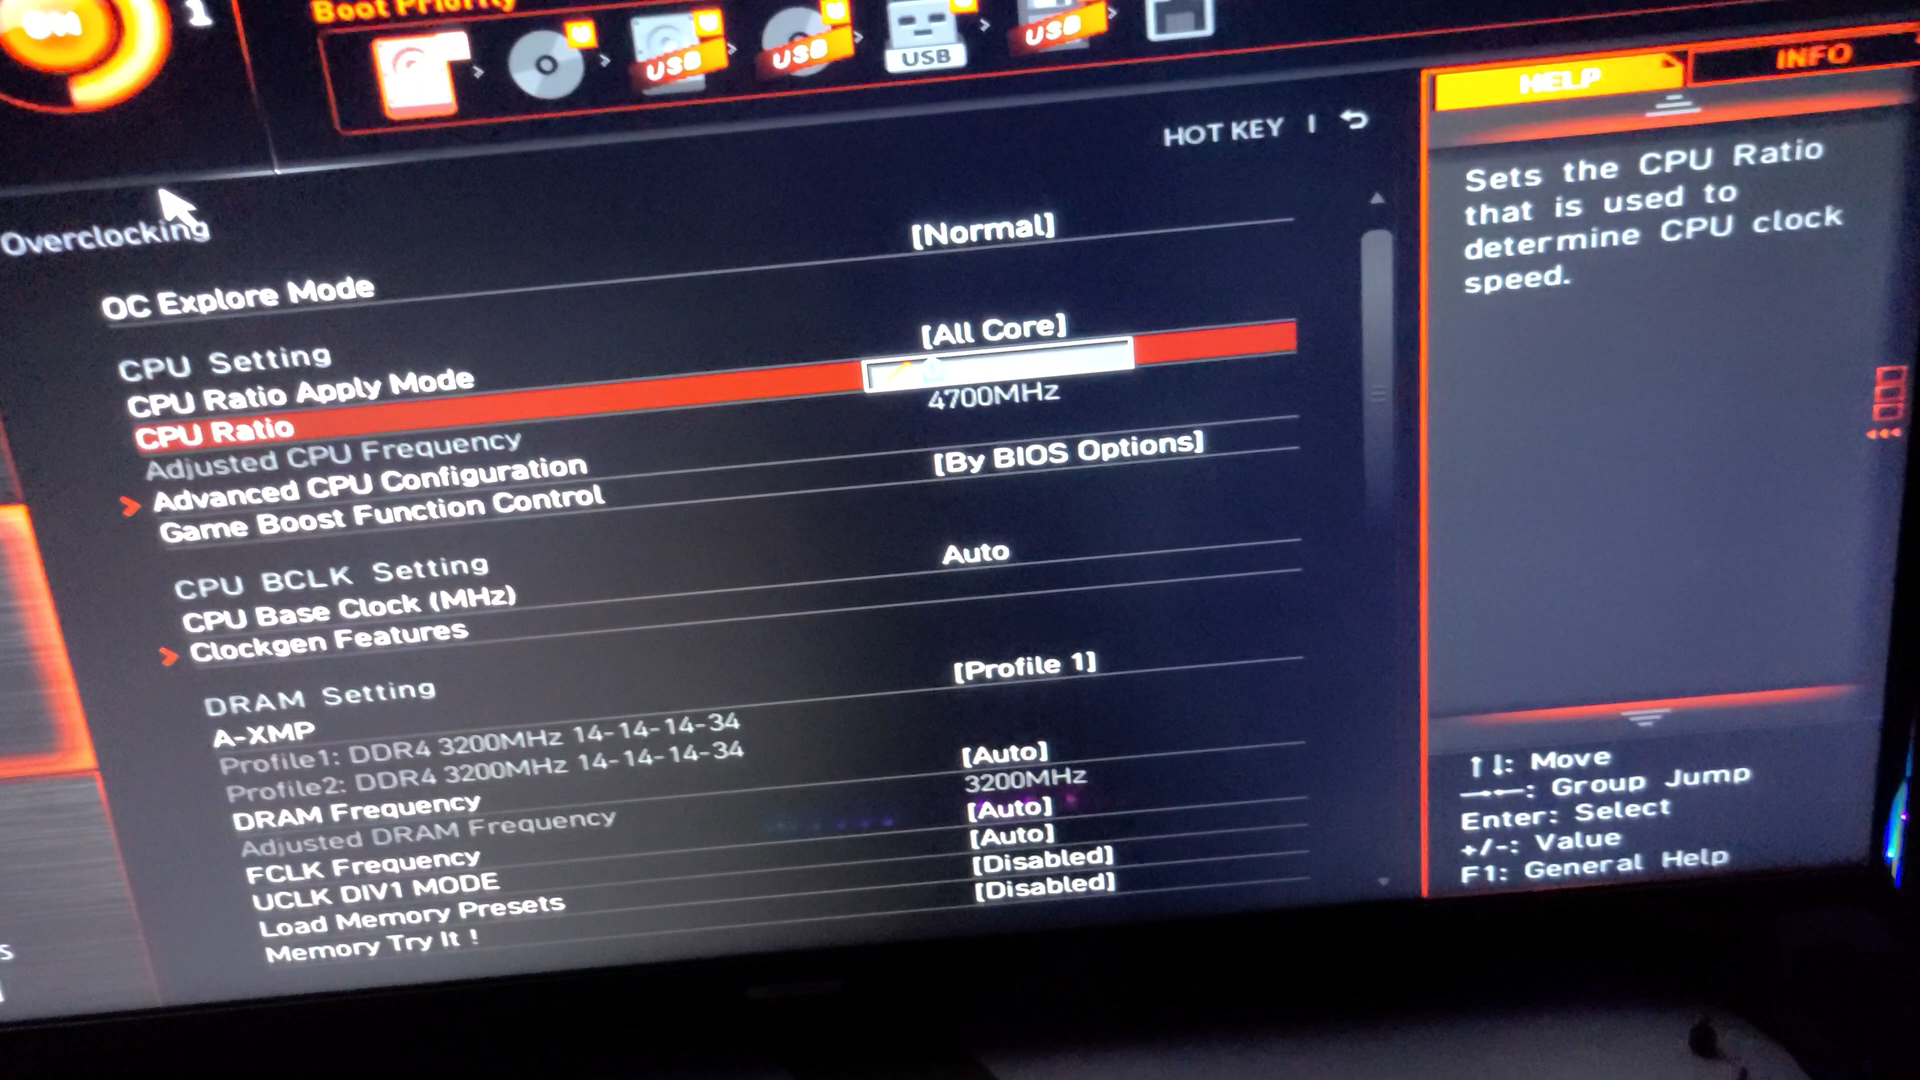 1
Boot Priority
USB
USB
USB
USB
HELP
INFO
HOT KEY |
Overclocking
OC Explore Mode [Normal]
CPU Setting
CPU Ratio Apply Mode [All Core]
CPU Ratio
Adjusted CPU Frequency 4700MHz
Advanced CPU Configuration
Game Boost Function Control [By BIOS Options]
CPU BCLK Setting
CPU Base Clock (MHz) Auto
Clockgen Features
DRAM Setting
A-XMP [Profile 1]
Profile1: DDR4 3200MHz 14-14-14-34
Profile2: DDR4 3200MHz 14-14-14-34
DRAM Frequency [Auto]
Adjusted DRAM Frequency 3200MHz
FCLK Frequency [Auto]
UCLK DIV1 MODE [Auto]
Load Memory Presets [Disabled]
Memory Try It ! [Disabled]
Sets the CPU Ratio
that is used to
determine CPU clock
speed.
↑↓: Move
→←: Group Jump
Enter: Select
+/-: Value
F1: General Help